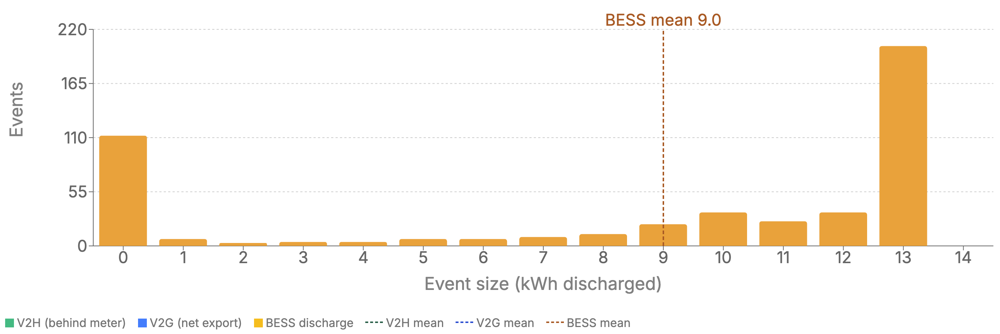 BESS mean 9.0
220
165
110
55
0
Events
0 1 2 3 4 5 6 7 8 9 10 11 12 13 14
Event size (kWh discharged)
V2H (behind meter) V2G (net export) BESS discharge V2H mean V2G mean BESS mean